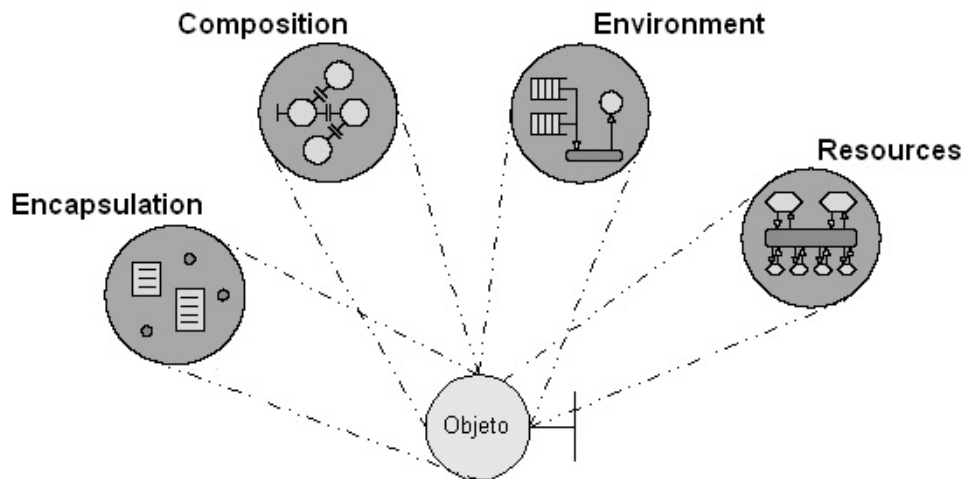 Composition
Environment
Resources
Encapsulation
Objeto